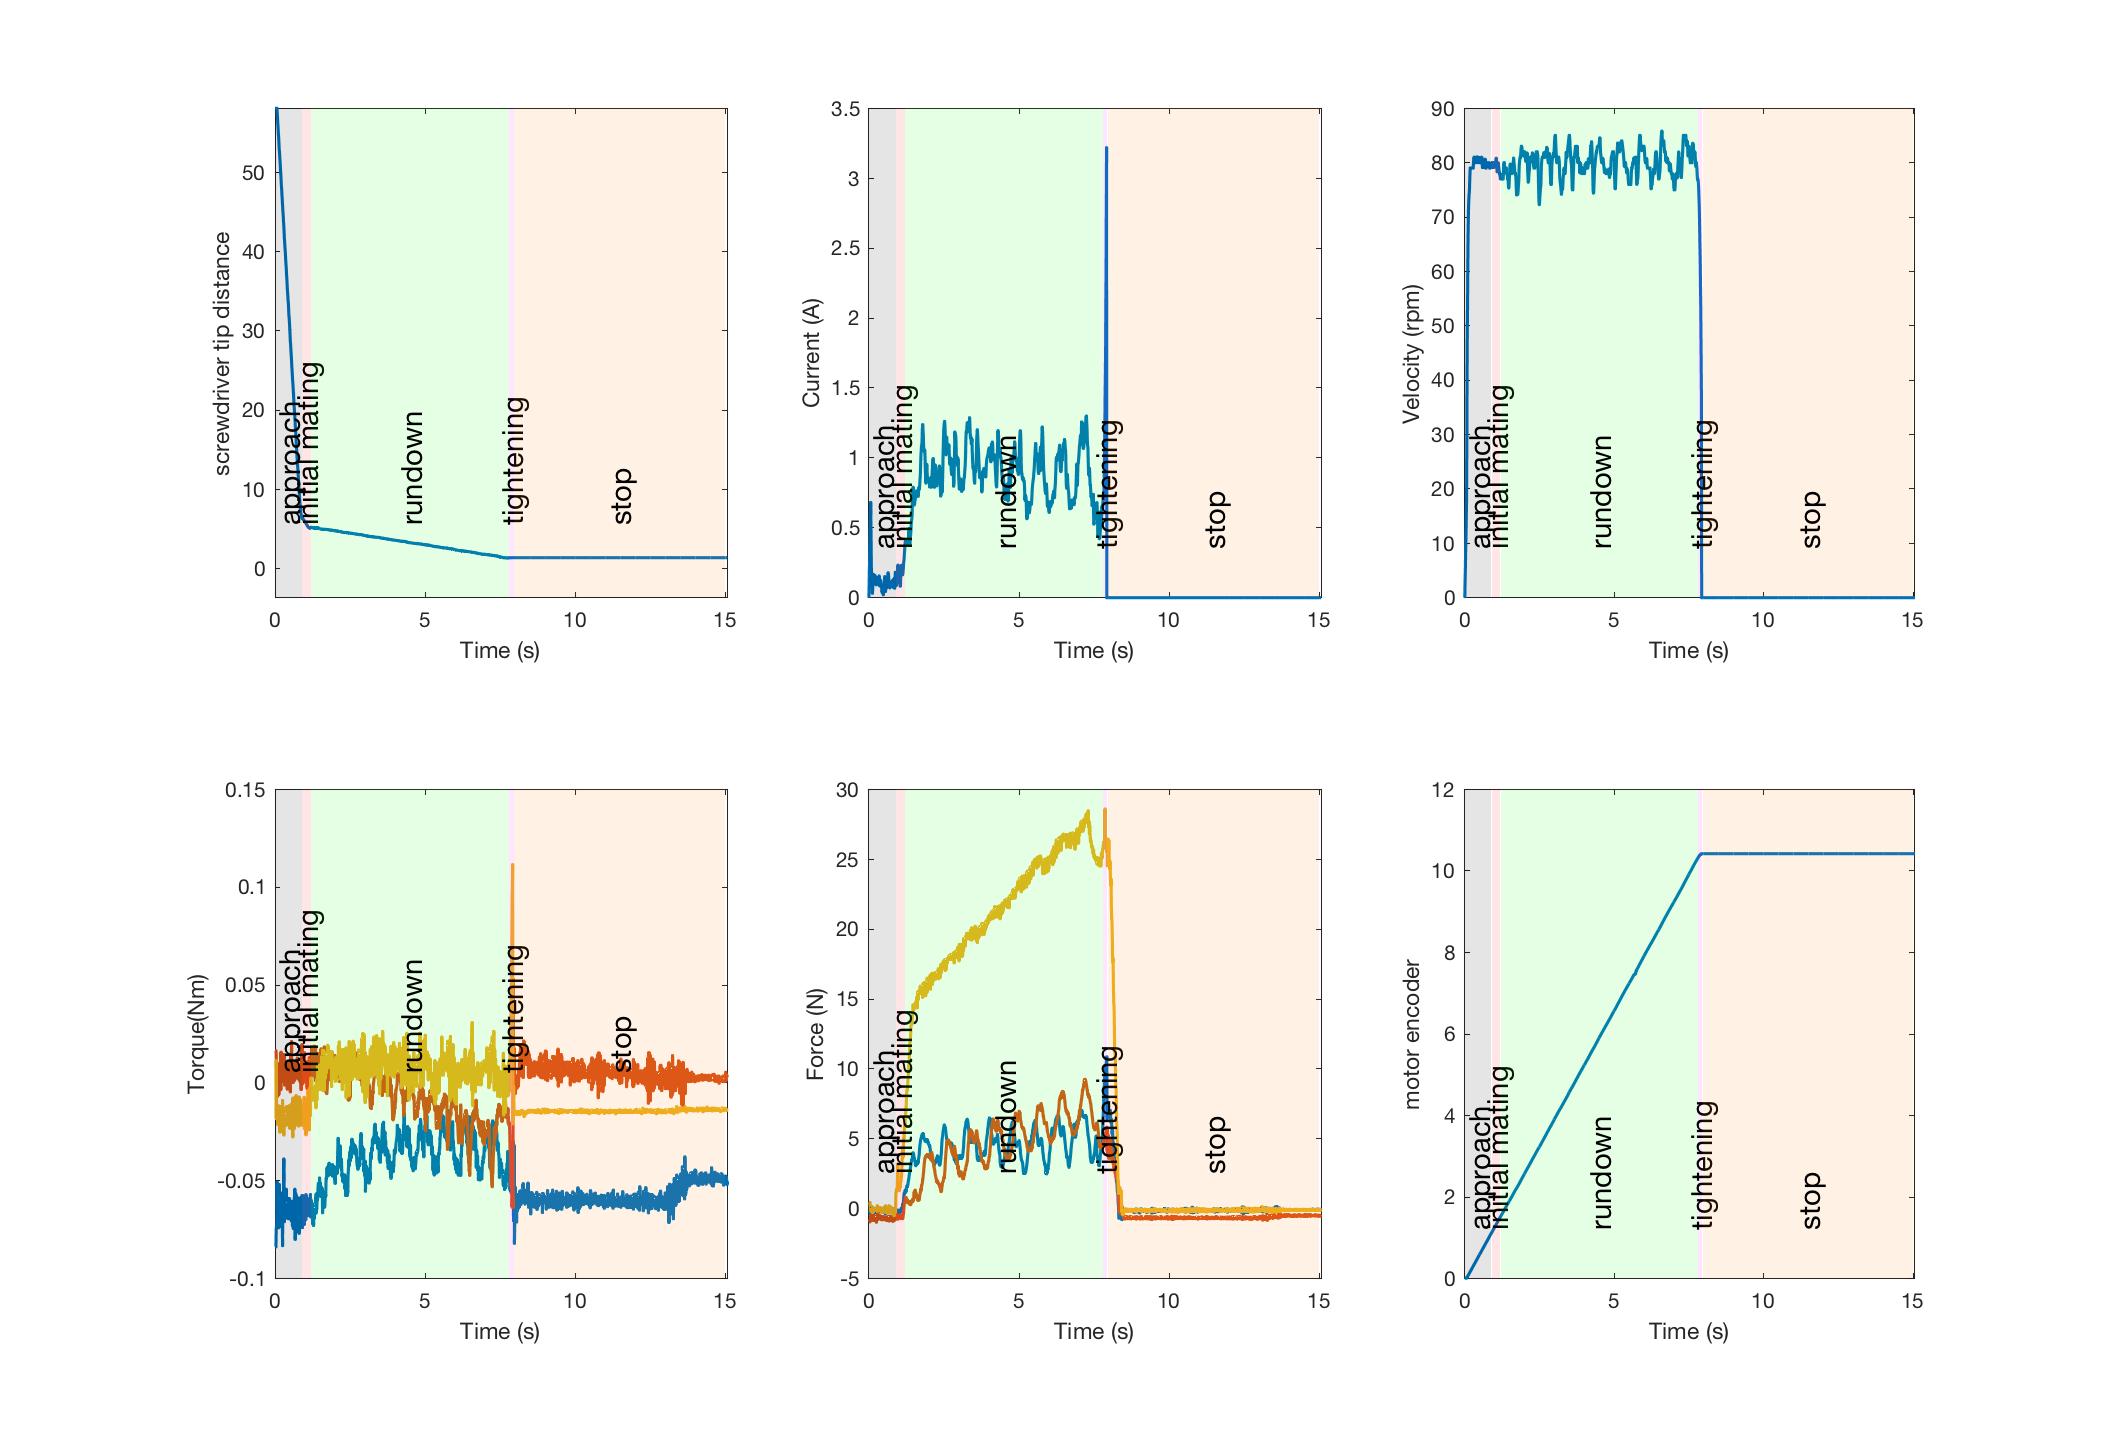 screwdriver tip distance
50
40
30
20
10
0
approach
initial mating
rundown
tightening
stop
0 5 10 15
Time (s)
Current (A)
3.5
3
2.5
2
1.5
1
0.5
0
approach
initial mating
rundown
tightening
stop
0 5 10 15
Time (s)
Velocity (rpm)
90
80
70
60
50
40
30
20
10
0
approach
initial mating
rundown
tightening
stop
0 5 10 15
Time (s)
Torque(Nm)
0.15
0.1
0.05
0
-0.05
-0.1
approach
initial mating
rundown
tightening
stop
0 5 10 15
Time (s)
Force (N)
30
25
20
15
10
5
0
-5
approach
initial mating
rundown
tightening
stop
0 5 10 15
Time (s)
motor encoder
12
10
8
6
4
2
0
approach
initial mating
rundown
tightening
stop
0 5 10 15
Time (s)